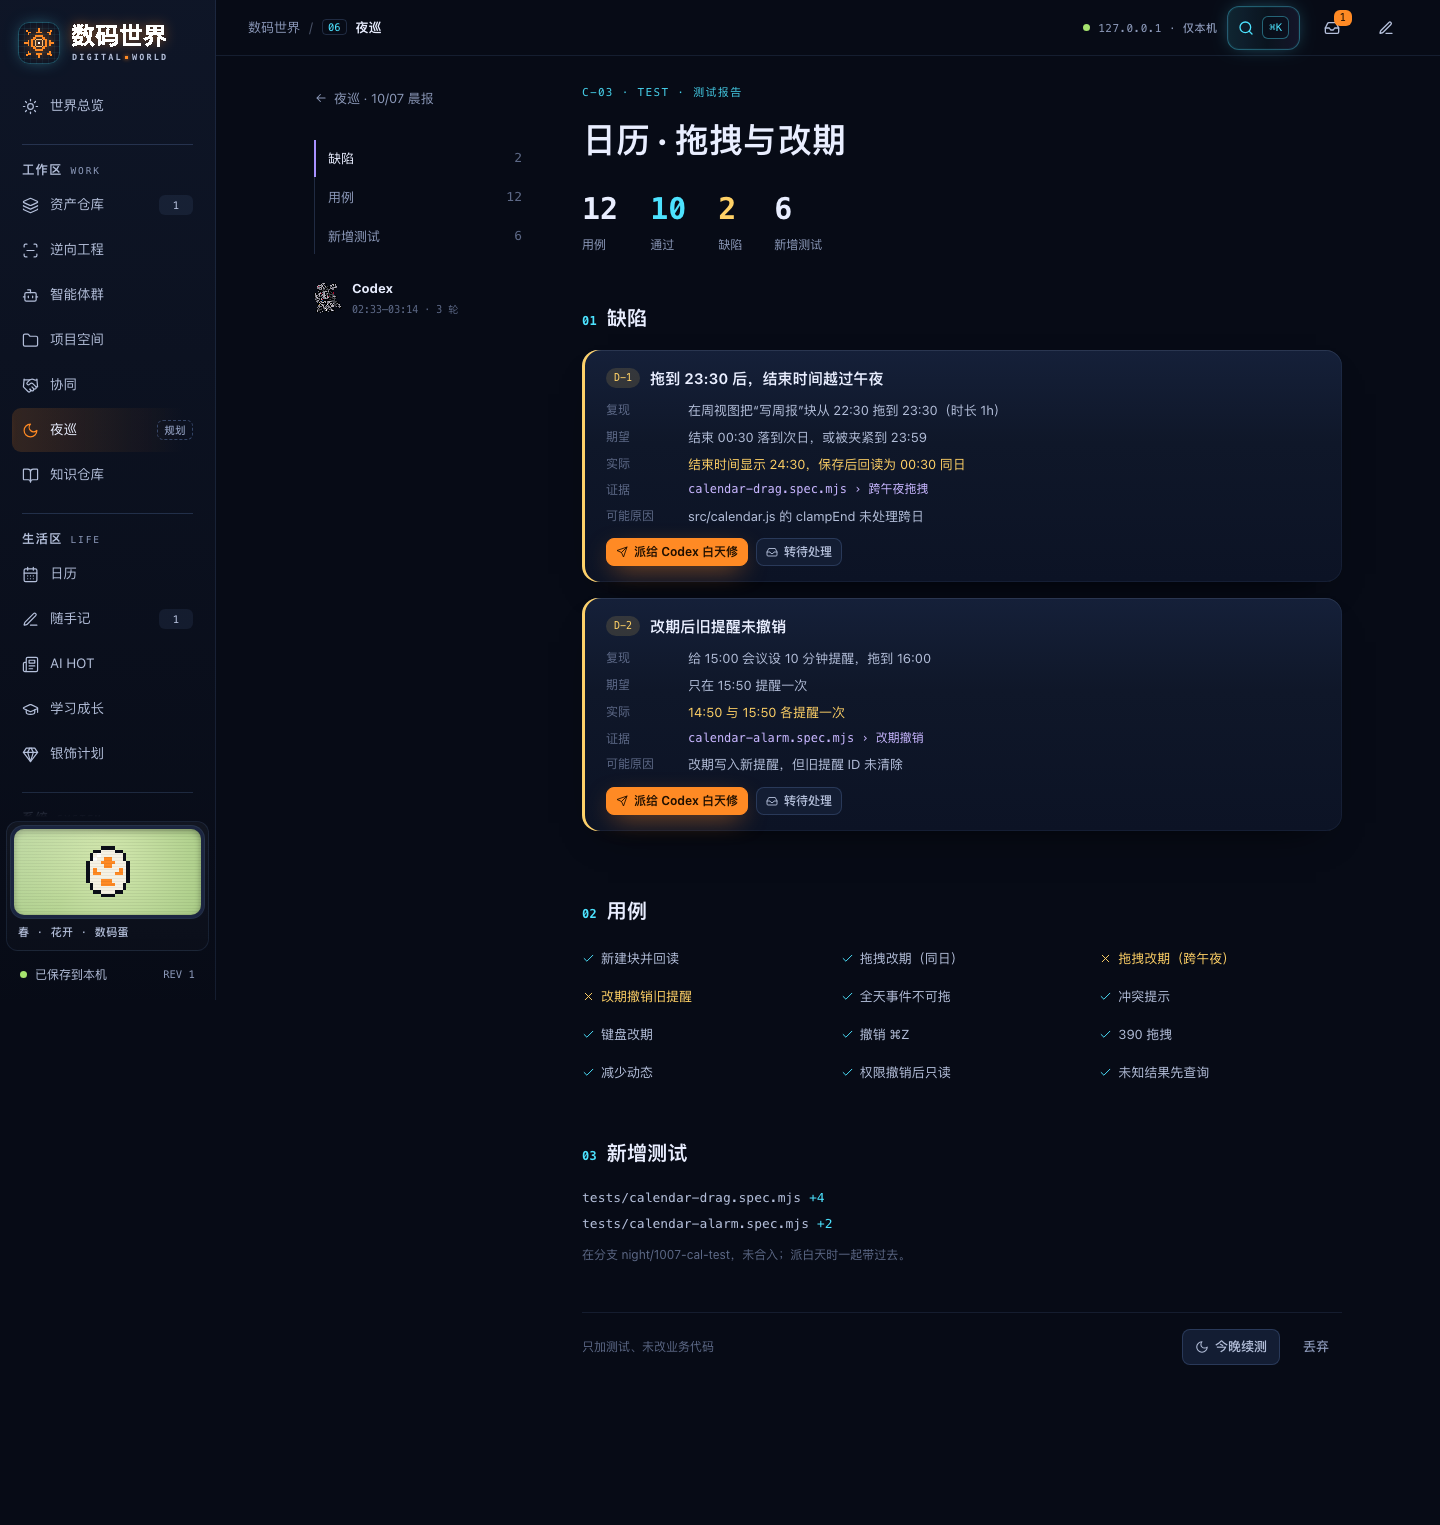 数码世界
DIGITAL WORLD
世界总览
工作区 WORK
资产仓库 1
逆向工程
智能体群
项目空间
协同
夜巡 规划
知识仓库
生活区 LIFE
日历
随手记 1
AI HOT
学习成长
银饰计划
春 · 花开 · 数码蛋
已保存到本机 REV 1
数码世界 / 06 夜巡
127.0.0.1 · 仅本机
⌘K
1
← 夜巡 · 10/07 晨报
缺陷 2
用例 12
新增测试 6
Codex
02:33—03:14 · 3 轮
C-03 · TEST · 测试报告
日历 · 拖拽与改期
12 10 2 6
用例 通过 缺陷 新增测试
01 缺陷
D-1 拖到 23:30 后，结束时间越过午夜
复现 在周视图把“写周报”块从 22:30 拖到 23:30（时长 1h）
期望 结束 00:30 落到次日，或被夹紧到 23:59
实际 结束时间显示 24:30，保存后回读为 00:30 同日
证据 calendar-drag.spec.mjs › 跨午夜拖拽
可能原因 src/calendar.js 的 clampEnd 未处理跨日
派给 Codex 白天修 转待处理
D-2 改期后旧提醒未撤销
复现 给 15:00 会议设 10 分钟提醒，拖到 16:00
期望 只在 15:50 提醒一次
实际 14:50 与 15:50 各提醒一次
证据 calendar-alarm.spec.mjs › 改期撤销
可能原因 改期写入新提醒，但旧提醒 ID 未清除
派给 Codex 白天修 转待处理
02 用例
✓ 新建块并回读 ✓ 拖拽改期（同日） × 拖拽改期（跨午夜）
× 改期撤销旧提醒 ✓ 全天事件不可拖 ✓ 冲突提示
✓ 键盘改期 ✓ 撤销 ⌘Z ✓ 390 拖拽
✓ 减少动态 ✓ 权限撤销后只读 ✓ 未知结果先查询
03 新增测试
tests/calendar-drag.spec.mjs +4
tests/calendar-alarm.spec.mjs +2
在分支 night/1007-cal-test，未合入；派白天时一起带过去。
只加测试、未改业务代码 今晚续测 丢弃